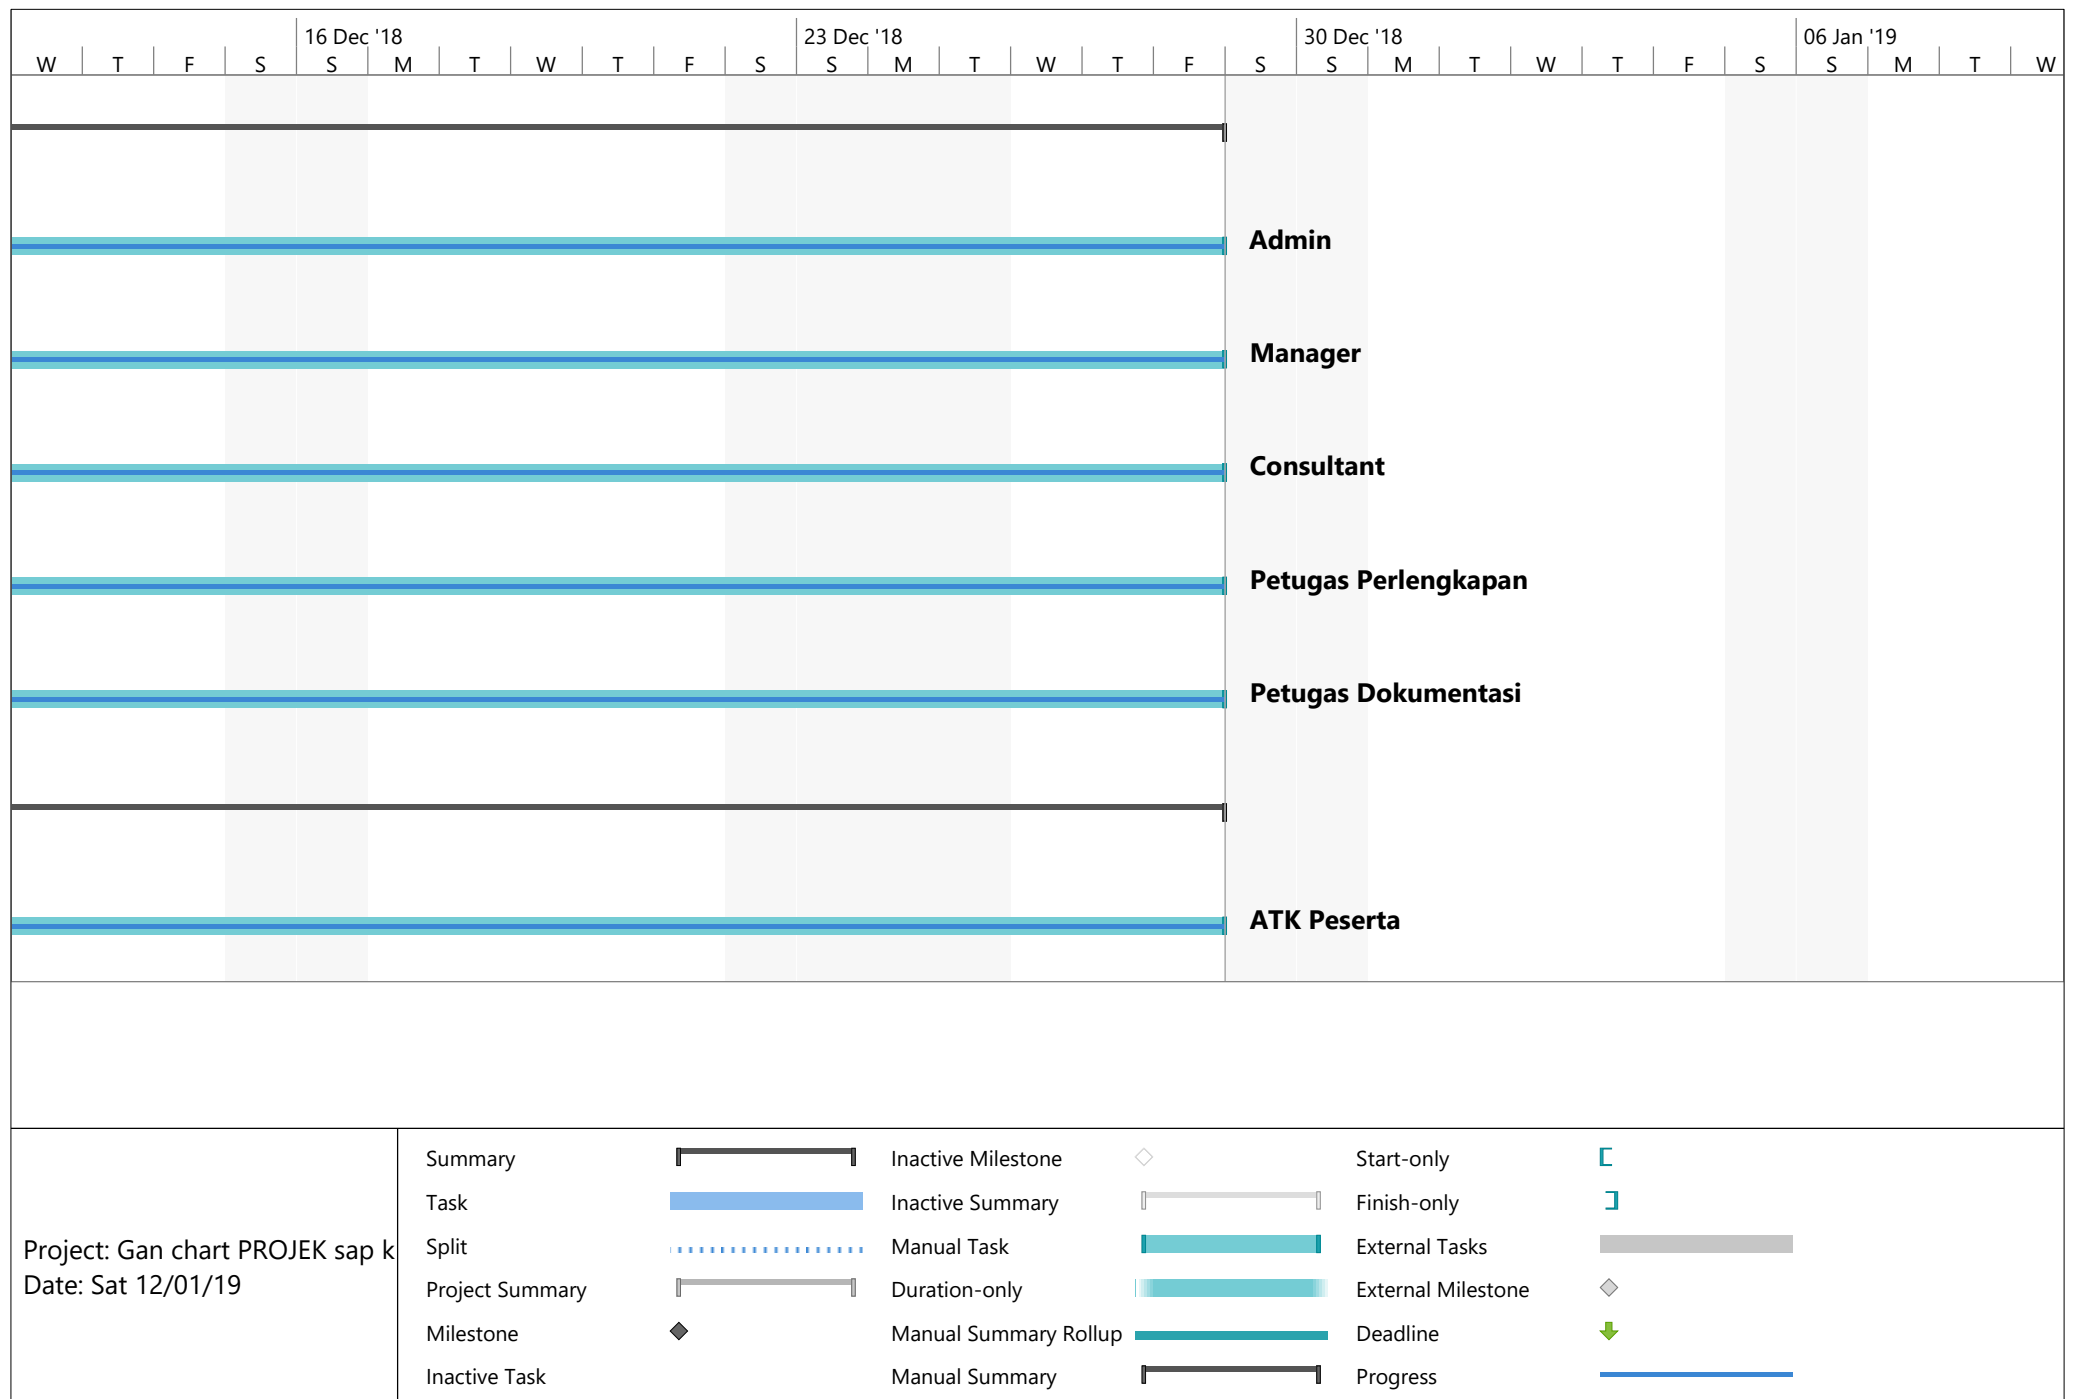 16 Dec '18 23 Dec '18 30 Dec '18 06 Jan '19
W T F S S M T W T F S S M T W T F S S M T W T F S S M T W
Admin
Manager
Consultant
Petugas Perlengkapan
Petugas Dokumentasi
ATK Peserta
Project: Gan chart PROJEK sap k
Date: Sat 12/01/19
Summary
Task
Split
Project Summary
Milestone
Inactive Task
Inactive Milestone
Inactive Summary
Manual Task
Duration-only
Manual Summary Rollup
Manual Summary
Start-only
Finish-only
External Tasks
External Milestone
Deadline
Progress